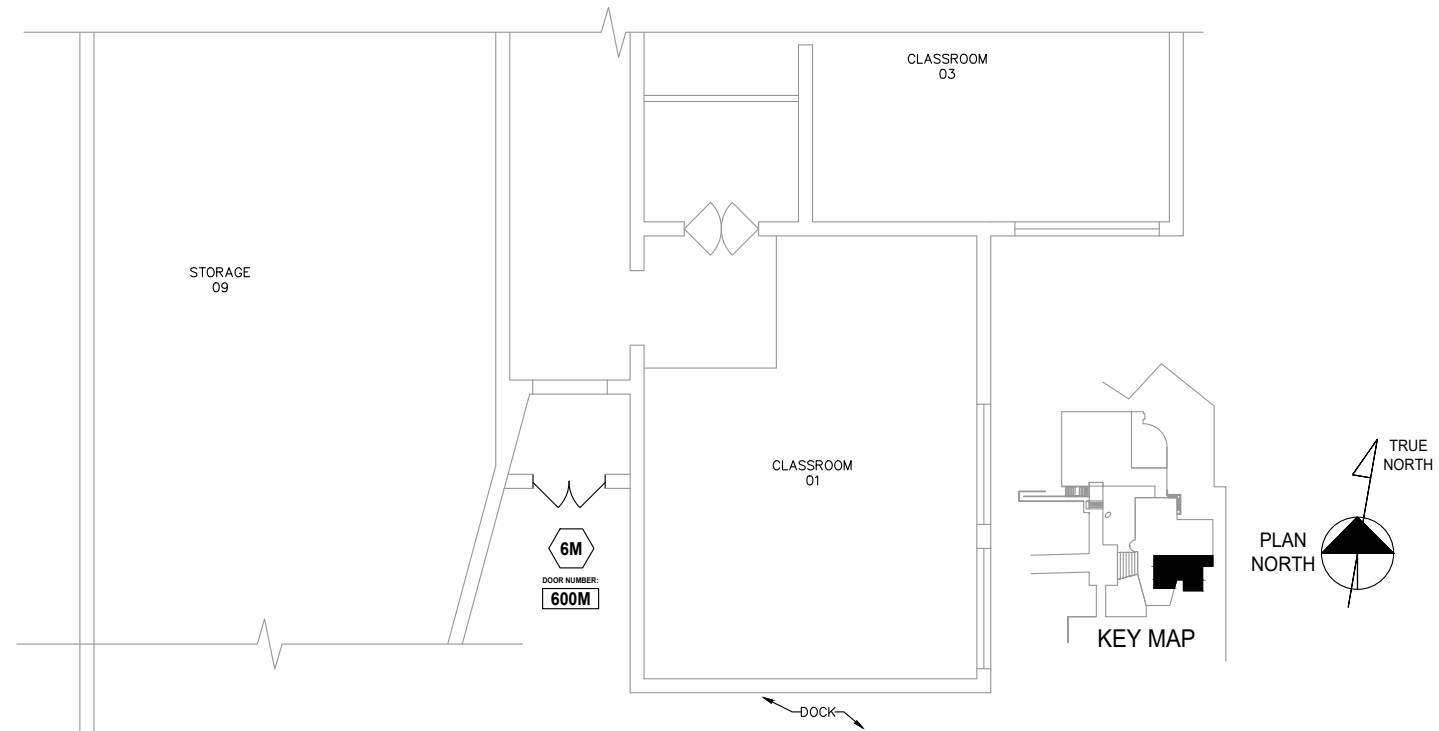 CLASSROOM
03
STORAGE
09
CLASSROOM
01
6M
DOOR NUMBER:
600M
DOCK
KEY MAP
PLAN
NORTH
TRUE
NORTH